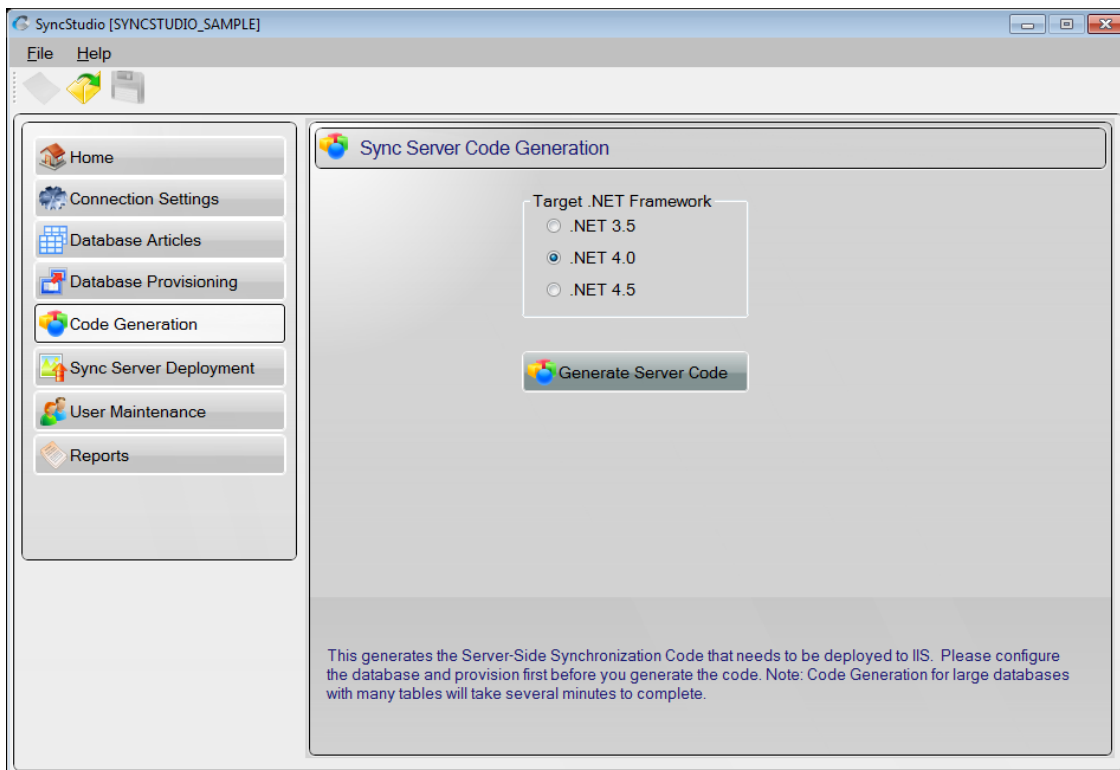 SyncStudio [SYNCSTUDIO_SAMPLE]
File Help
Home
Connection Settings
Database Articles
Database Provisioning
Code Generation
Sync Server Deployment
User Maintenance
Reports
Sync Server Code Generation
Target .NET Framework
.NET 3.5
.NET 4.0
.NET 4.5
Generate Server Code
This generates the Server-Side Synchronization Code that needs to be deployed to IIS.  Please configure
the database and provision first before you generate the code. Note: Code Generation for large databases
with many tables will take several minutes to complete.